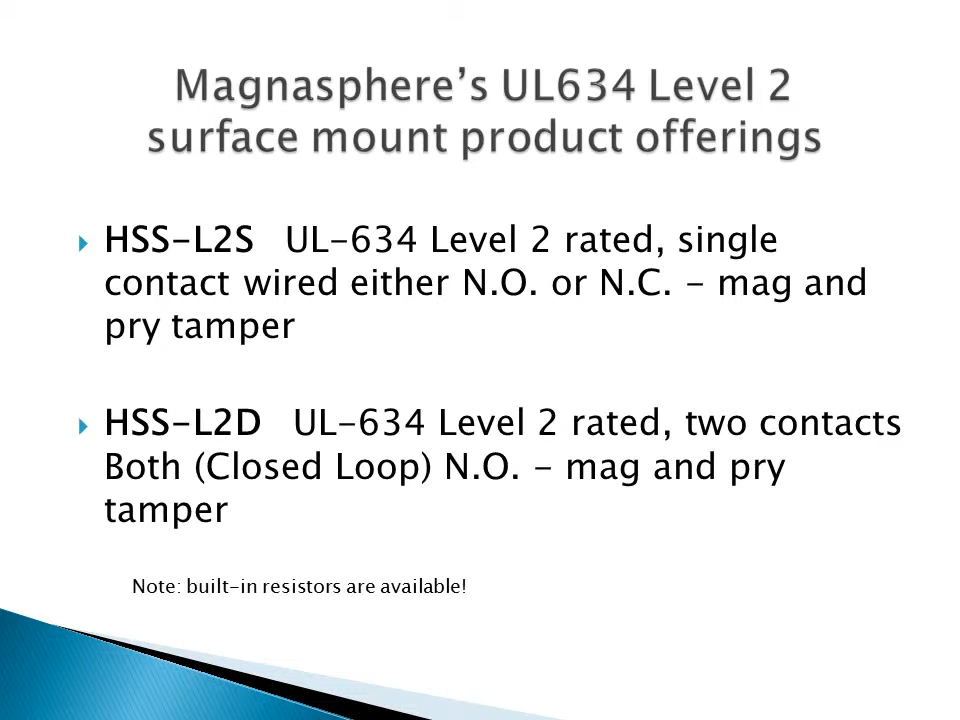 Magnasphere’s UL634 Level 2
surface mount product offerings
HSS-L2S UL-634 Level 2 rated, single
contact wired either N.O. or N.C. - mag and
pry tamper
HSS-L2D UL-634 Level 2 rated, two contacts
Both (Closed Loop) N.O. - mag and pry
tamper
Note: built-in resistors are available!